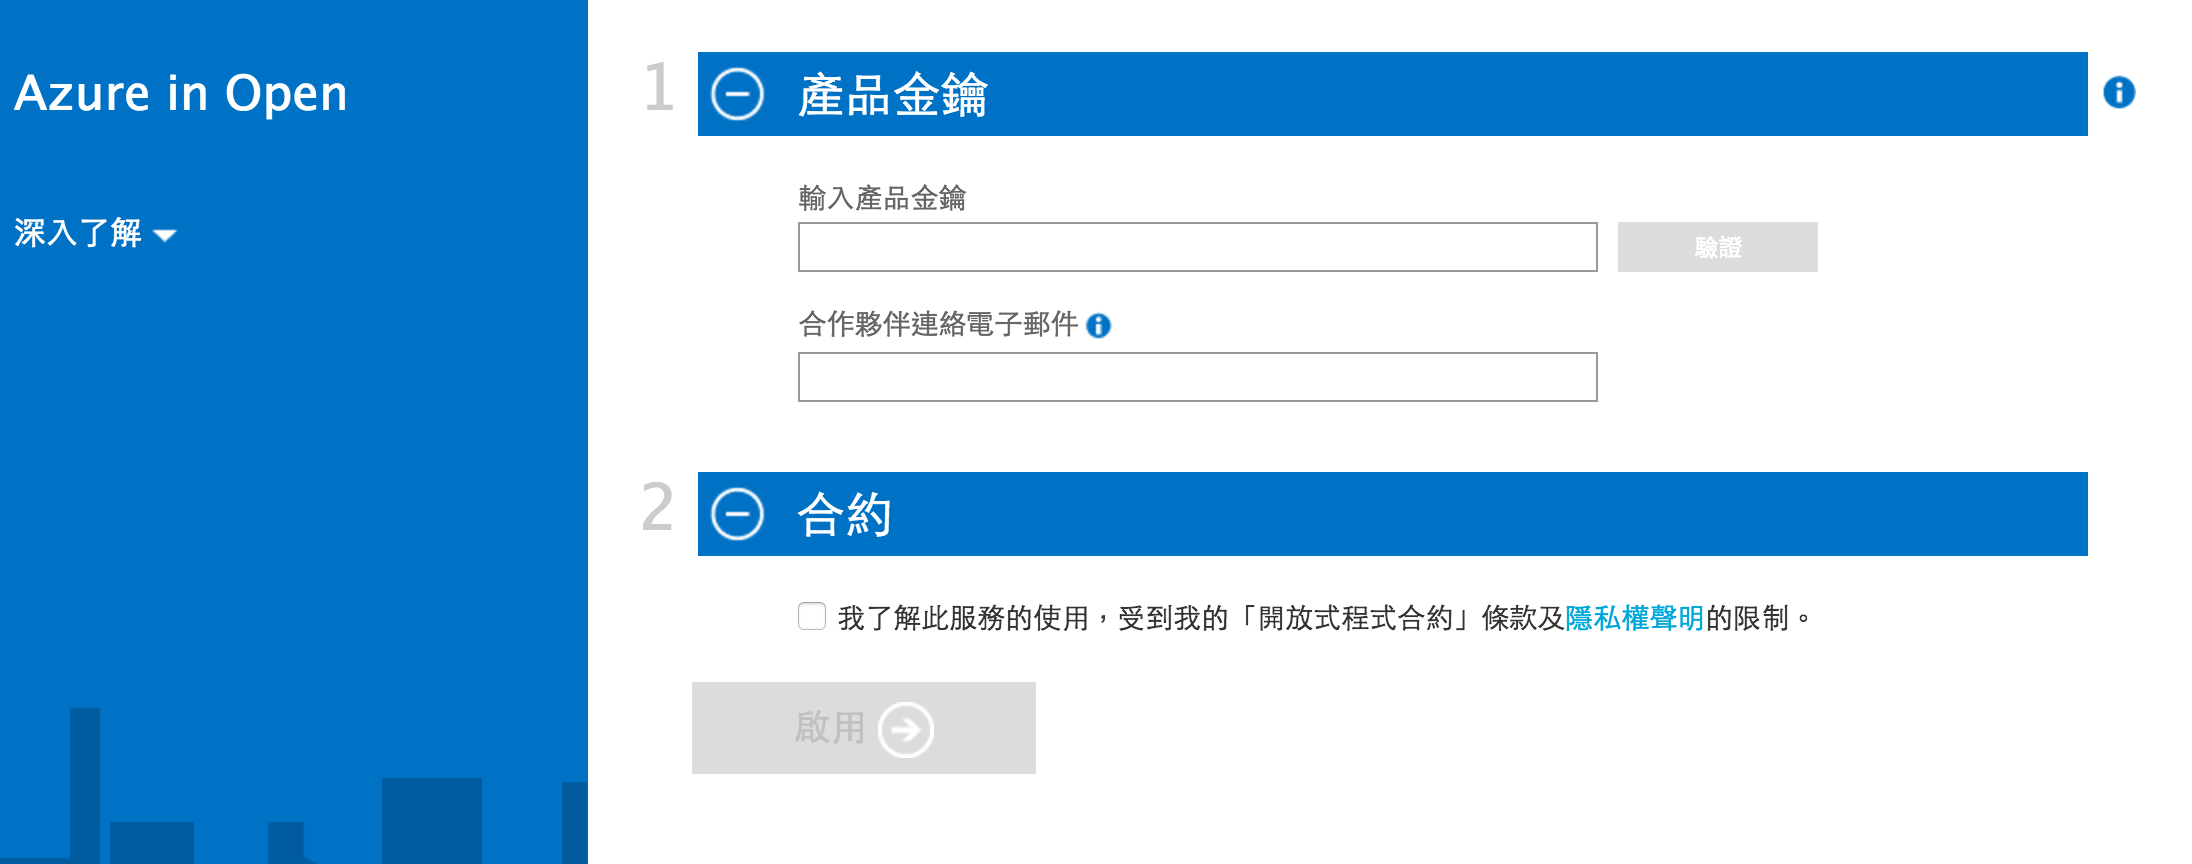 Azure in Open
深入了解
1
產品金鑰
輸入產品金鑰
驗證
合作夥伴連絡電子郵件
2
合約
我了解此服務的使用，受到我的「開放式程式合約」條款及隱私權聲明的限制。
啟用